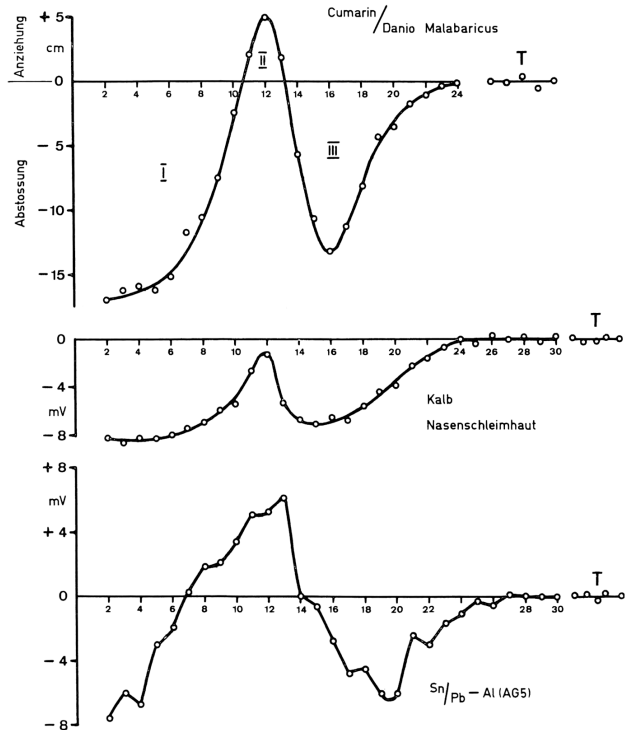 + 5
Anziehung
cm
Cumarin/
Danio Malabaricus
II
T
0
2 4 6 8 10 12 14 16 18 20 22 24
I
III
Abstossung
- 5
- 10
- 15
0
2 4 6 8 10 12 14 16 18 20 22 24 26 28 30
T
- 4
mV
- 8
Kalb
Nasenschleimhaut
+ 8
mV
+ 4
T
0
2 4 6 8 10 12 14 16 18 20 22 24 26 28 30
- 4
Sn/Pb - Al (AG5)
- 8